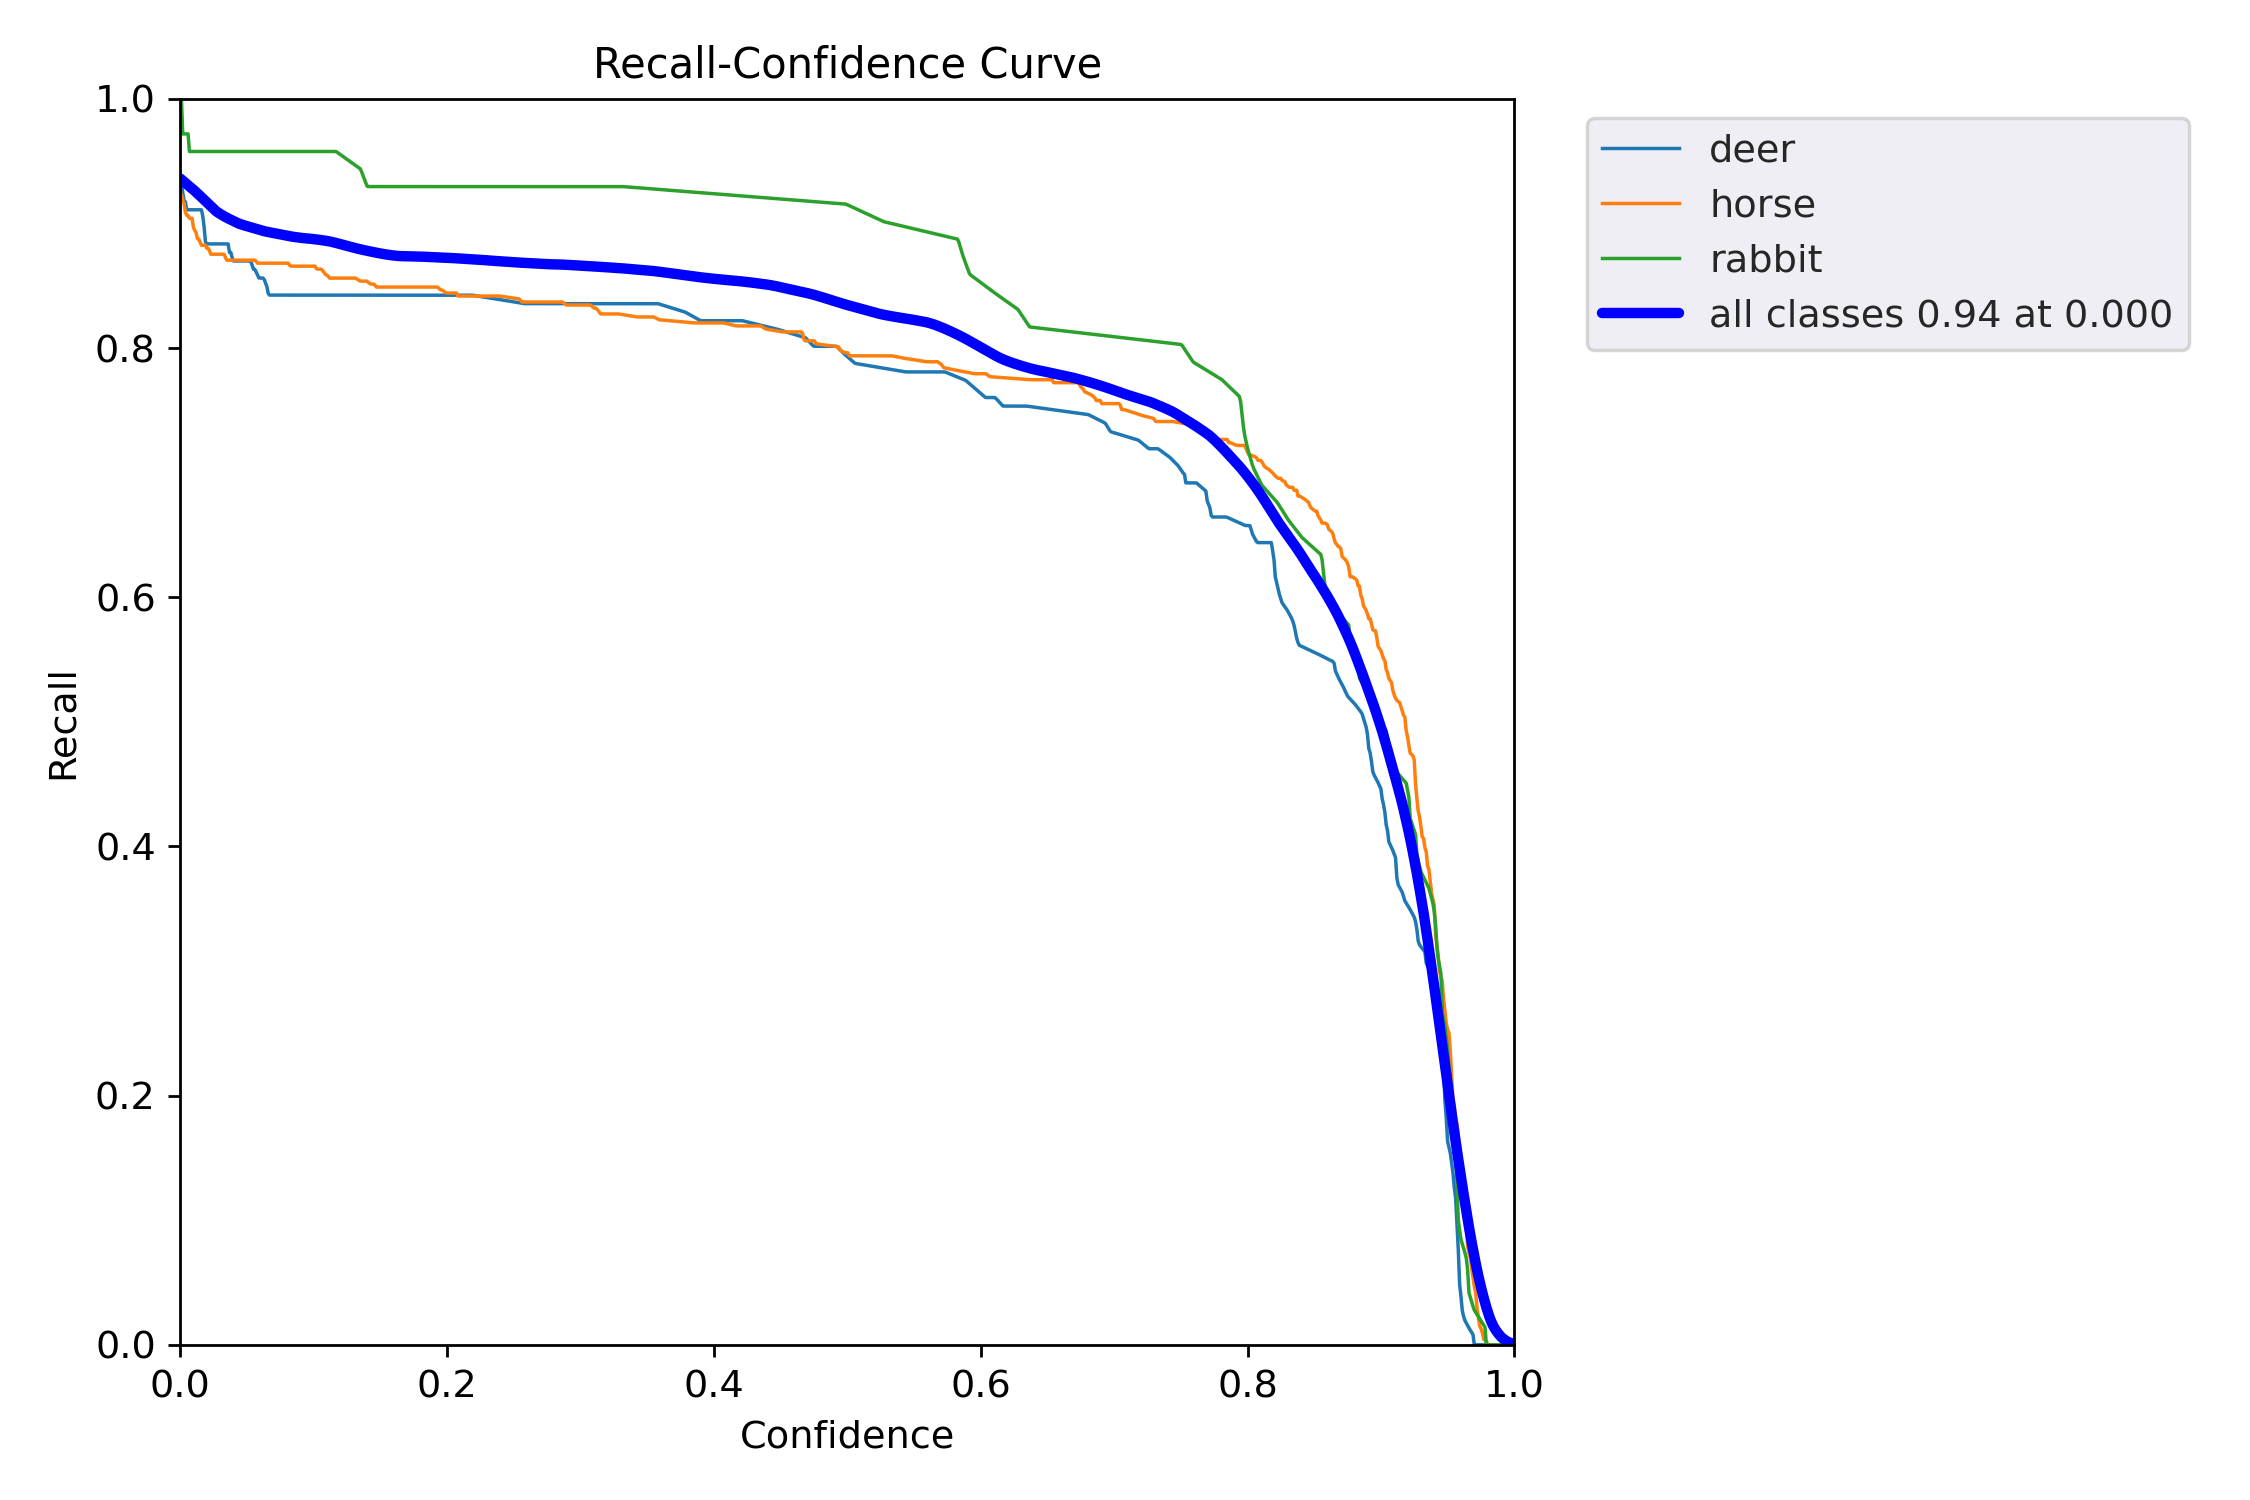 Recall-Confidence Curve
1.0
0.8
0.6
0.4
0.2
0.0
Recall
0.0 0.2 0.4 0.6 0.8 1.0
Confidence
deer
horse
rabbit
all classes 0.94 at 0.000